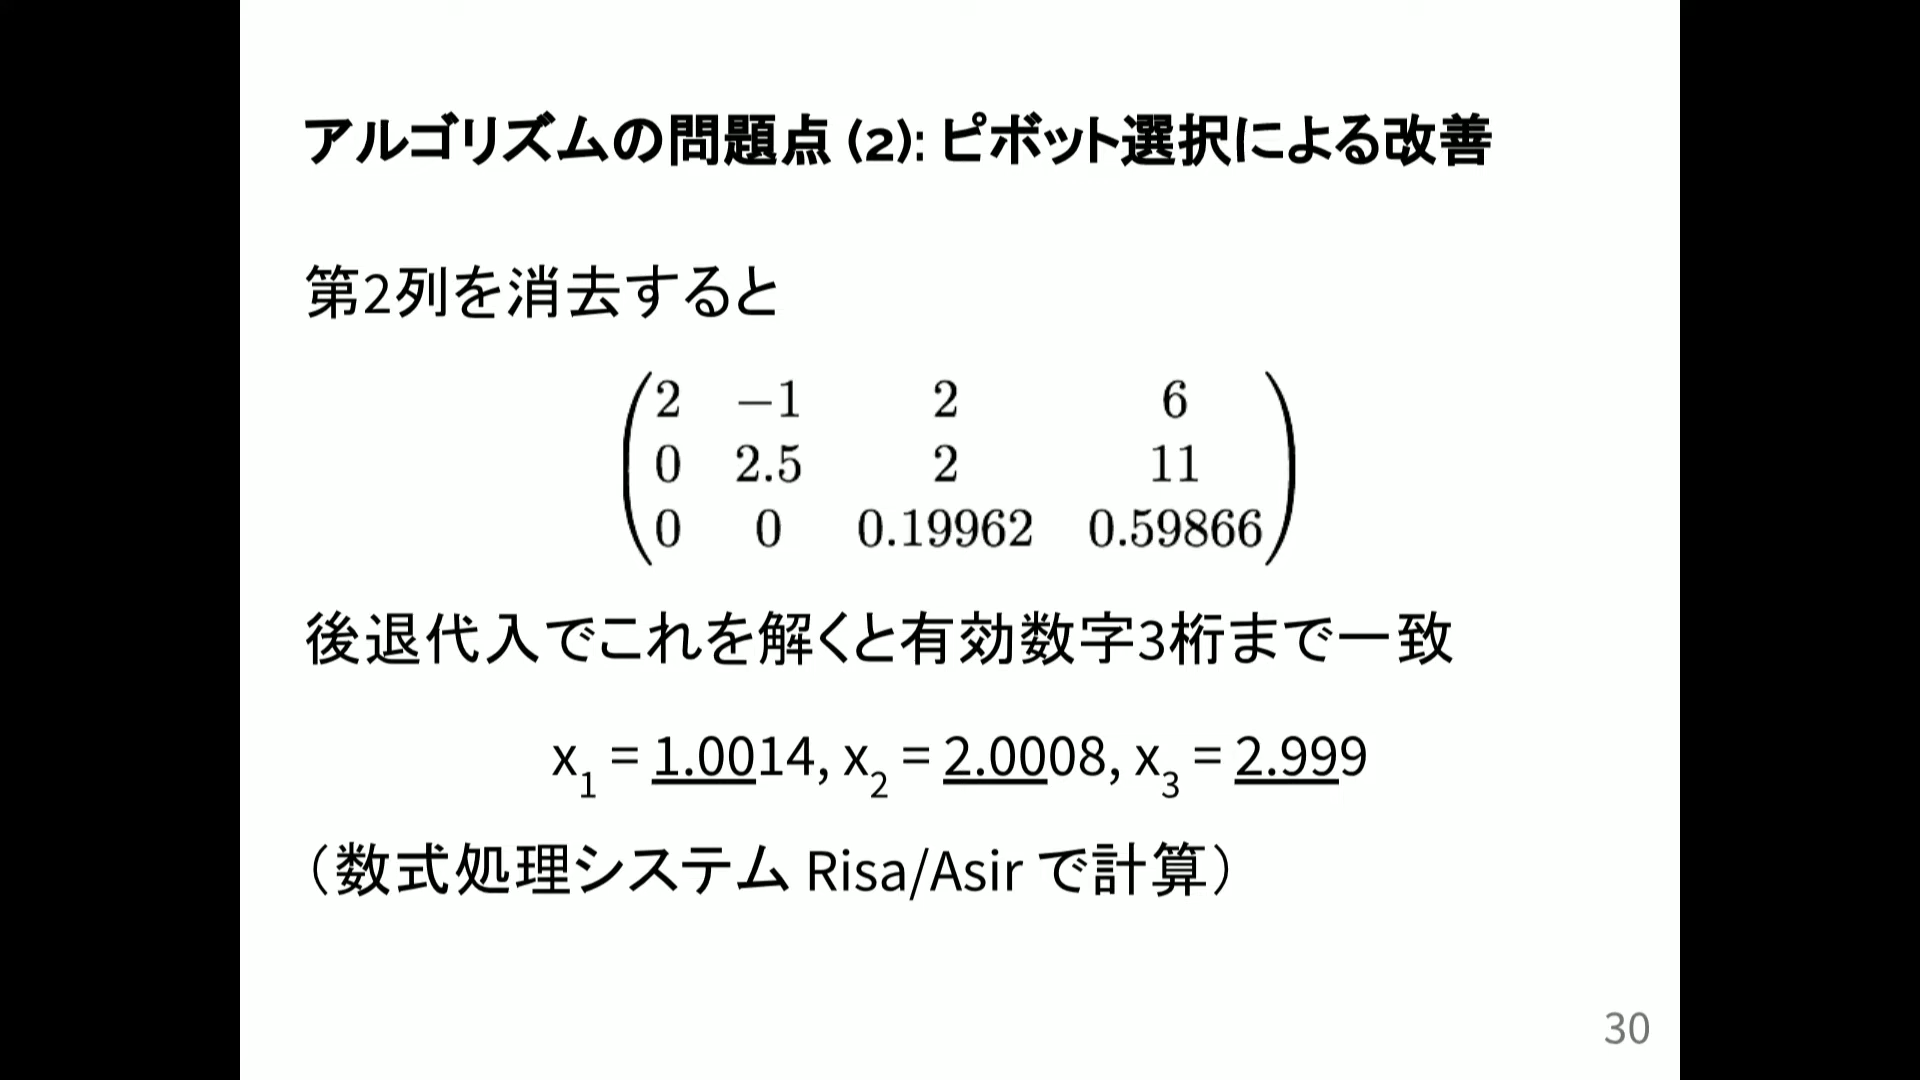 アルゴリズムの問題点 (2): ピボット選択による改善
第2列を消去すると
2 −1 2 6
0 2.5 2 11
0 0 0.19962 0.59866
後退代入でこれを解くと有効数字3桁まで一致
x1 = 1.0014, x2 = 2.0008, x3 = 2.999
（数式処理システム Risa/Asir で計算）
30